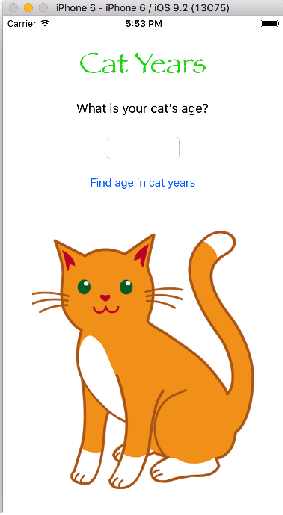 iPhone 6 - iPhone 6 / iOS 9.2 (13C75)
Carrier 5:53 PM
Cat Years
What is your cat's age?
Find age in cat years